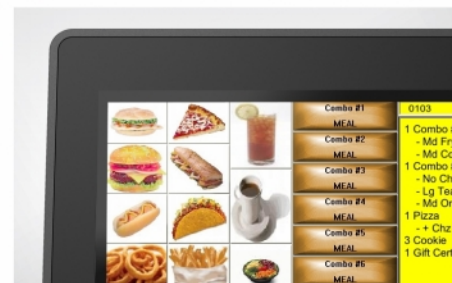 Combo #1
MEAL
Combo #2
MEAL
Combo #3
MEAL
Combo #4
MEAL
Combo #5
MEAL
Combo #6
MEAL
0103
1 Combo
- Md Fr
- Md Co
1 Combo
- No Ch
- Lg Tea
- Md Or
1 Pizza
- + Chz
3 Cookie
1 Gift Cert